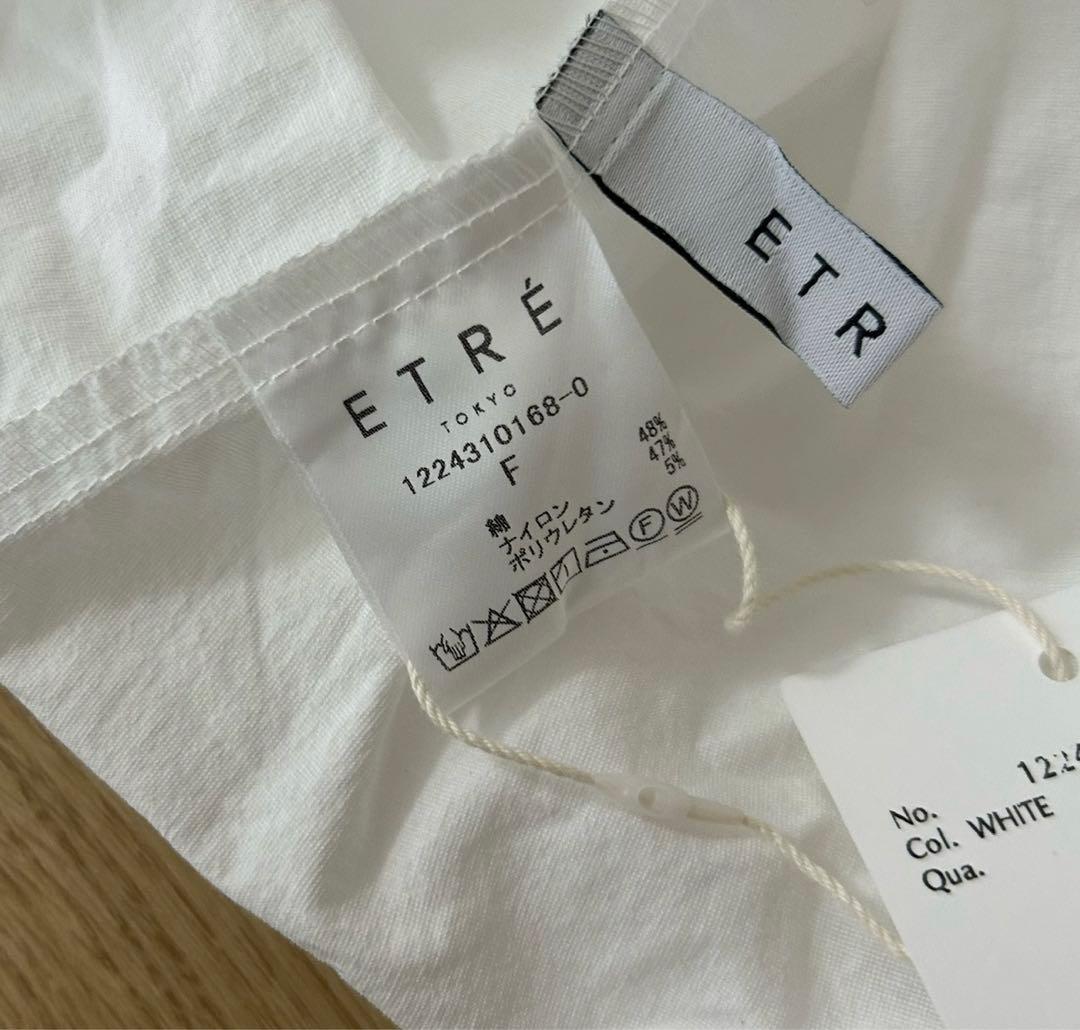 ETR
ETRÉ
TOKYO
1224310168-0
F
綿 48%
ナイロン 47%
ポリウレタン 5%
F W
No. 1224
Col. WHITE
Qua.